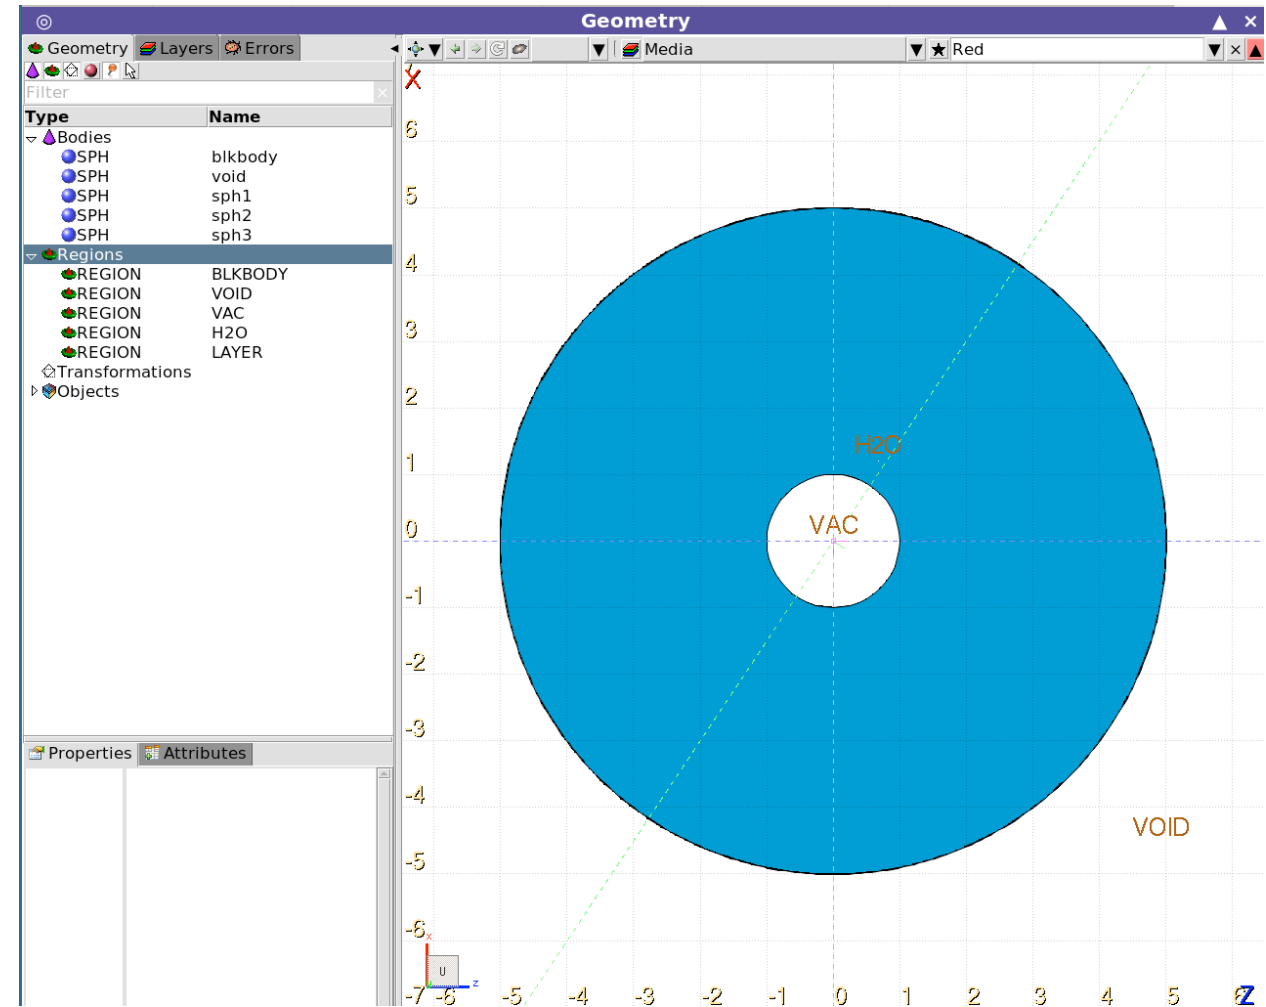 Geometry
Geometry Layers Errors
Media Red
Filter
Type Name
Bodies
SPH blkbody
SPH void
SPH sph1
SPH sph2
SPH sph3
Regions
REGION BLKBODY
REGION VOID
REGION VAC
REGION H2O
REGION LAYER
Transformations
Objects
Properties Attributes
X
6
5
4
3
2
1
0
-1
-2
-3
-4
-5
-6
-7
H2O
VAC
VOID
x
U
z
-6 -5 -4 -3 -2 -1 0 1 2 3 4 5 6 Z